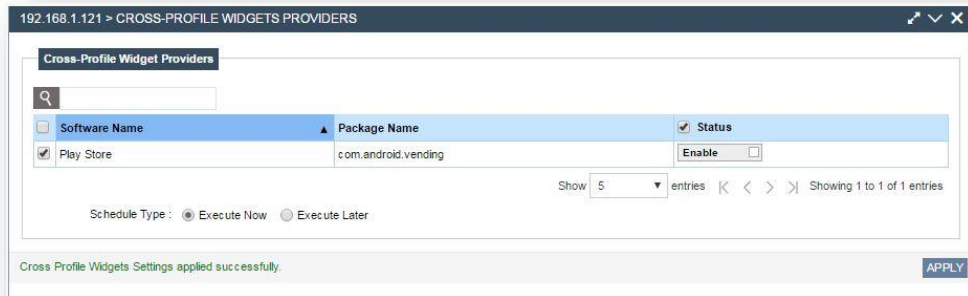 192.168.1.121 > CROSS-PROFILE WIDGETS PROVIDERS
Cross-Profile Widget Providers
Software Name Package Name Status
Play Store com.android.vending Enable
Show 5 entries Showing 1 to 1 of 1 entries
Schedule Type : Execute Now Execute Later
Cross Profile Widgets Settings applied successfully. APPLY